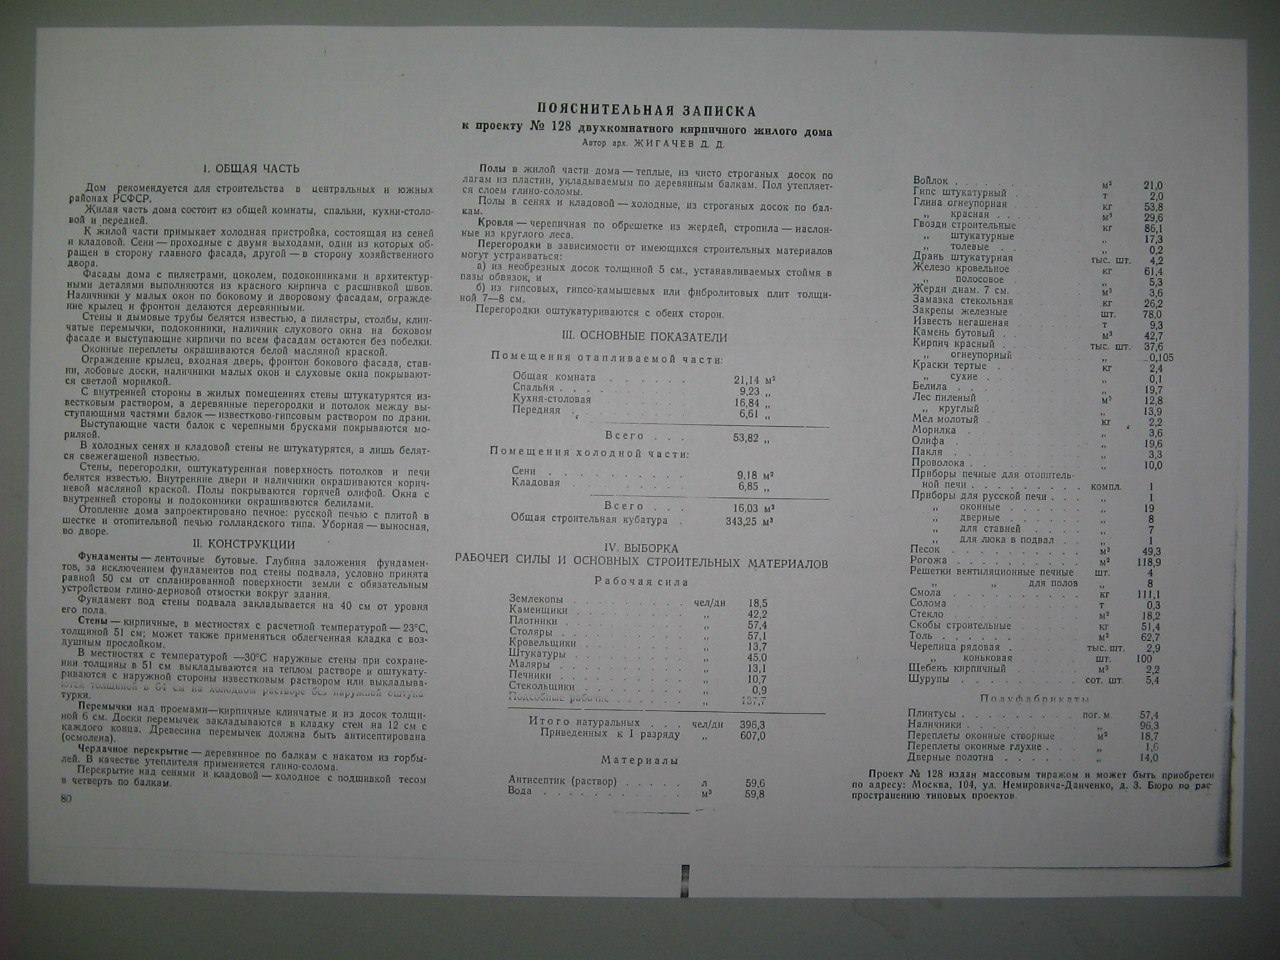 ПОЯСНИТЕЛЬНАЯ ЗАПИСКА
к проекту № 128 двухкомнатного кирпичного жилого дома
Автор арх. ЖИГАЧЕВ Д. Д.
I. ОБЩАЯ ЧАСТЬ
Дом рекомендуется для строительства в центральных и южных
районах РСФСР.
Жилая часть дома состоит из общей комнаты, спальни, кухни-столо-
вой и передней.
К жилой части примыкает холодная пристройка, состоящая из сеней
и кладовой. Сени — проходные с двумя выходами, один из которых об-
ращен в сторону главного фасада, другой — в сторону хозяйственного
двора.
Фасады дома с пилястрами, цоколем, подоконниками и архитектур-
ными деталями выполняются из красного кирпича с расшивкой швов.
Наличники у малых окон по боковому и дворовому фасадам, огражде-
ние крылец и фронтон делаются деревянными.
Стены и дымовые трубы белятся известью, а пилястры, столбы, клин-
чатые перемычки, подоконники, наличник слухового окна на боковом
фасаде и выступающие кирпичи по всем фасадам остаются без побелки.
Оконные переплеты окрашиваются белой масляной краской.
Ограждение крылец, входная дверь, фронтон бокового фасада, став-
ни, лобовые доски, наличники малых окон и слуховые окна покрывают-
ся светлой морилкой.
С внутренней стороны в жилых помещениях стены штукатурятся из-
вестковым раствором, а деревянные перегородки и потолок между вы-
ступающими частями балок — известково-гипсовым раствором по драни.
Выступающие части балок с черепными брусками покрываются мо-
рилкой.
В холодных сенях и кладовой стены не штукатурятся, а лишь белят-
ся свежегашеной известью.
Стены, перегородки, оштукатуренная поверхность потолков и печи
белятся известью. Внутренние двери и наличники окрашиваются корич-
невой масляной краской. Полы покрываются горячей олифой. Окна с
внутренней стороны и подоконники окрашиваются белилами.
Отопление дома запроектировано печное: русской печью с плитой в
шестке и отопительной печью голландского типа. Уборная — выносная,
во дворе.
II. КОНСТРУКЦИИ
Фундаменты — ленточные бутовые. Глубина заложения фундамен-
тов, за исключением фундаментов под стены подвала, условно принята
равной 50 см от спланированной поверхности земли с обязательным
устройством глино-дерновой отмостки вокруг здания.
Фундамент под стены подвала закладывается на 40 см от уровня
его пола.
Стены — кирпичные, в местностях с расчетной температурой — 23°С,
толщиной 51 см; может также применяться облегченная кладка с воз-
душным прослойком.
В местностях с температурой —30°С наружные стены при сохране-
нии толщины в 51 см выкладываются на теплом растворе и оштукату-
риваются с наружной стороны известковым раствором или выкладыва-
ются толщиной в 64 см на холодном растворе без наружной оштука-
турки.
Перемычки над проемами—кирпичные клинчатые и из досок толщи-
ной 6 см. Доски перемычек закладываются в кладку стен на 12 см с
каждого конца. Древесина перемычек должна быть антисептирована
(осмолена).
Чердачное перекрытие — деревянное по балкам с накатом из горбы-
лей. В качестве утеплителя применяется глино-солома.
Перекрытие над сенями и кладовой — холодное с подшивкой тесом
в четверть по балкам.
80
Полы в жилой части дома — теплые, из чисто строганых досок по
лагам из пластин, укладываемым по деревянным балкам. Пол утепляет-
ся слоем глино-соломы.
Полы в сенях и кладовой — холодные, из строганых досок по бал-
кам.
Кровля — черепичная по обрешетке из жердей, стропила — наслон-
ные из круглого леса.
Перегородки в зависимости от имеющихся строительных материалов
могут устраиваться:
а) из необрезных досок толщиной 5 см., устанавливаемых стоймя в
пазы обвязок, и
б) из гипсовых, гипсо-камышевых или фибролитовых плит толщи-
ной 7—8 см.
Перегородки оштукатуриваются с обеих сторон.
III. ОСНОВНЫЕ ПОКАЗАТЕЛИ
Помещения отапливаемой части:
Общая комната . . . . . . 21,14 м²
Спальня . . . . . . 9,23 „
Кухня-столовая . . . . . . 16,84 „
Передняя . . . . . . 6,61 „
Всего . . . 53,82 „
Помещения холодной части:
Сени . . . . . . . 9,18 м²
Кладовая . . . . . . 6,85 „
Всего . . . 16,03 м²
Общая строительная кубатура . 343,25 м³
IV. ВЫБОРКА
РАБОЧЕЙ СИЛЫ И ОСНОВНЫХ СТРОИТЕЛЬНЫХ МАТЕРИАЛОВ
Рабочая сила
Землекопы . . . . . . чел/дн 18,5
Каменщики . . . . . . „ 42,2
Плотники . . . . . . „ 57,4
Столяры . . . . . . „ 57,1
Кровельщики . . . . . . „ 13,7
Штукатуры . . . . . . „ 45,0
Маляры . . . . . . „ 13,1
Печники . . . . . . „ 10,7
Стекольщики . . . . . . „ 0,9
Подсобные рабочие . . . . . . „ 137,7
Итого натуральных . . . чел/дн 396,3
Приведенных к I разряду „ 607,0
Материалы
Антисептик (раствор) . . . . . л 59,6
Вода . . . . . . . . м³ 59,8
Войлок . . . . . . м² 21,0
Гипс штукатурный . . . . т 2,0
Глина огнеупорная . . . . кг 53,8
„ красная . . . . м³ 29,6
Гвозди строительные . . . . кг 86,1
„ штукатурные . . . . „ 17,3
„ толевые . . . . „ 0,2
Дрань штукатурная . . . . тыс. шт. 4,2
Железо кровельное . . . . кг 61,4
„ полосовое . . . . „ 5,3
Жерди диам. 7 см. . . . . м³ 3,6
Замазка стекольная . . . . кг 26,2
Закрепы железные . . . . шт. 78,0
Известь негашеная . . . . т 9,3
Камень бутовый . . . . м³ 42,7
Кирпич красный . . . . тыс. шт. 37,6
„ огнеупорный . . . . „ 0,105
Краски тертые . . . . кг 2,4
„ сухие . . . . „ 0,1
Белила . . . . „ 19,7
Лес пиленый . . . . м³ 12,8
„ круглый . . . . „ 13,9
Мел молотый . . . . кг 2,2
Морилка . . . . „ 3,6
Олифа . . . . „ 19,6
Пакля . . . . „ 3,3
Проволока . . . . „ 10,0
Приборы печные для отопитель-
ной печи . . . . . . компл. 1
Приборы для русской печи . . . „ 1
„ оконные . . . . „ 19
„ дверные . . . . „ 8
„ для ставней . . . . „ 7
„ для люка в подвал . . „ 1
Песок . . . . . . м³ 49,3
Рогожа . . . . . . м² 118,9
Решетки вентиляционные печные шт. 4
„ „ для полов „ 8
Смола . . . . . . кг 111,1
Солома . . . . . . т 0,3
Стекло . . . . . . м² 18,2
Скобы строительные . . . . кг 51,4
Толь . . . . . . м² 62,7
Черепица рядовая . . . . тыс. шт. 2,9
„ коньковая . . . . шт. 100
Щебень кирпичный . . . . м³ 2,2
Шурупы . . . . . . сот. шт. 5,4
Полуфабрикаты
Плинтусы . . . . . . пог. м 57,4
Наличники . . . . . . „ 96,3
Переплеты оконные створные . . м² 18,7
Переплеты оконные глухие . . „ 1,6
Дверные полотна . . . . „ 14,0
Проект № 128 издан массовым тиражом и может быть приобретен
по адресу: Москва, 104, ул. Немировича-Данченко, д. 3. Бюро по рас-
пространению типовых проектов.